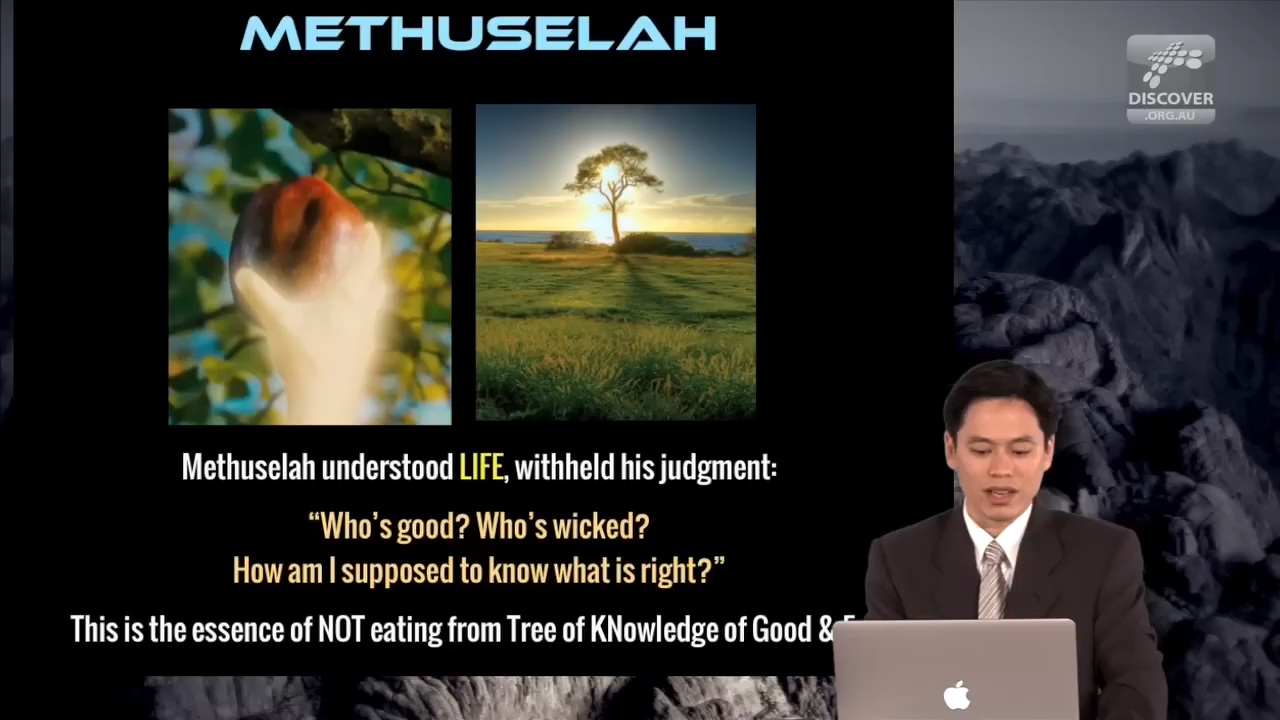 METHUSELAH
DISCOVER
.ORG.AU
Methuselah understood LIFE, withheld his judgment:
“Who’s good? Who’s wicked?
How am I supposed to know what is right?”
This is the essence of NOT eating from Tree of KNowledge of Good &